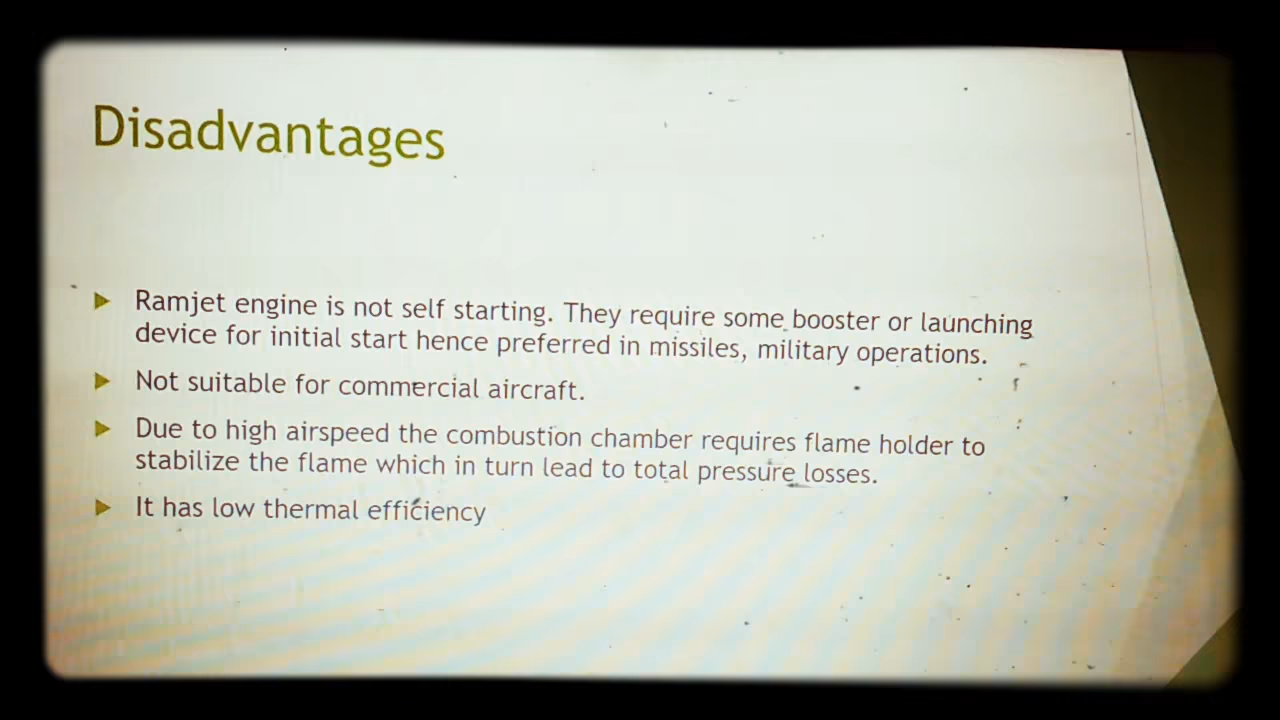 Disadvantages
Ramjet engine is not self starting. They require some booster or launching
device for initial start hence preferred in missiles, military operations.
Not suitable for commercial aircraft.
Due to high airspeed the combustion chamber requires flame holder to
stabilize the flame which in turn lead to total pressure losses.
It has low thermal efficiency